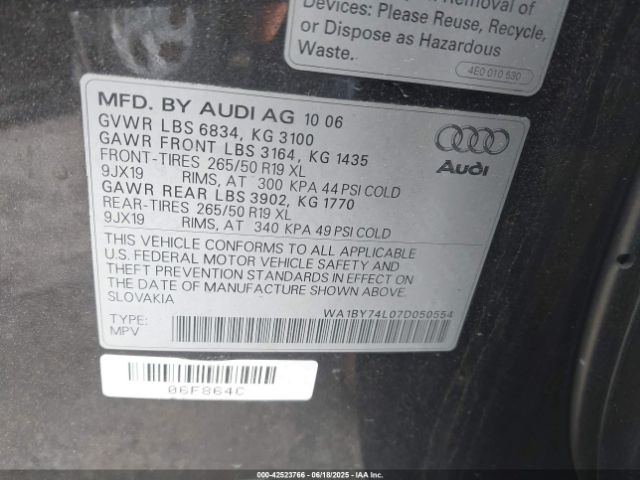 Removal of
Devices: Please Reuse, Recycle,
or Dispose as Hazardous
Waste.
4E0 010 530
MFD. BY AUDI AG 10 06
GVWR LBS 6834, KG 3100
GAWR FRONT LBS 3164, KG 1435
FRONT-TIRES 265/50 R19 XL
9JX19 RIMS, AT 300 KPA 44 PSI COLD
GAWR REAR LBS 3902, KG 1770
REAR-TIRES 265/50 R19 XL
9JX19 RIMS, AT 340 KPA 49 PSI COLD
Audi
THIS VEHICLE CONFORMS TO ALL APPLICABLE
U.S. FEDERAL MOTOR VEHICLE SAFETY AND
THEFT PREVENTION STANDARDS IN EFFECT ON
THE DATE OF MANUFACTURE SHOWN ABOVE.
SLOVAKIA
WA1BY74L07D050554
TYPE:
MPV
06F864C
00-42523766 - 06/18/2025 - IAAI.com